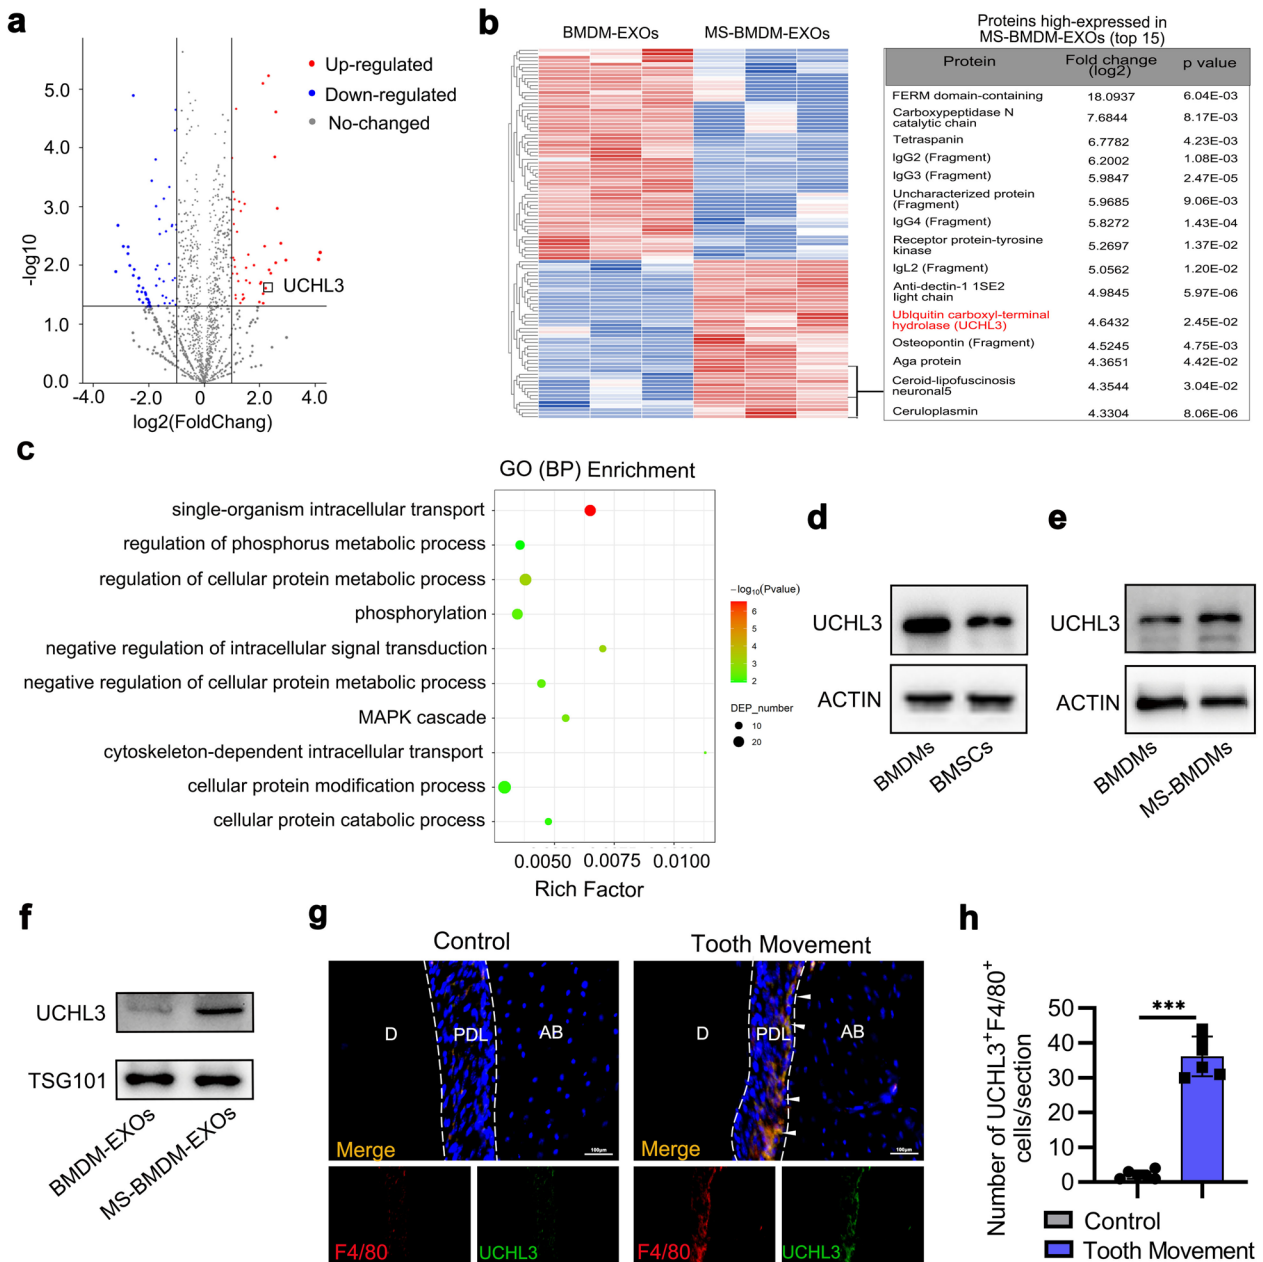 a
Up-regulated
Down-regulated
No-changed
5.0
4.0
3.0
2.0
1.0
0.0
-log10
UCHL3
-4.0 -2.0 0 2.0 4.0
log2(FoldChang)
b
BMDM-EXOs MS-BMDM-EXOs
Proteins high-expressed in
MS-BMDM-EXOs (top 15)
Protein Fold change (log2) p value
FERM domain-containing 18.0937 6.04E-03
Carboxypeptidase N catalytic chain 7.6844 8.17E-03
Tetraspanin 6.7782 4.23E-03
IgG2 (Fragment) 6.2002 1.08E-03
IgG3 (Fragment) 5.9847 2.47E-05
Uncharacterized protein (Fragment) 5.9685 9.06E-03
IgG4 (Fragment) 5.8272 1.43E-04
Receptor protein-tyrosine kinase 5.2697 1.37E-02
IgL2 (Fragment) 5.0562 1.20E-02
Anti-dectin-1 1SE2 light chain 4.9845 5.97E-06
Ublquitin carboxyl-terminal hydrolase (UCHL3) 4.6432 2.45E-02
Osteopontin (Fragment) 4.5245 4.75E-03
Aga protein 4.3651 4.42E-02
Ceroid-lipofuscinosis neuronal5 4.3544 3.04E-02
Ceruloplasmin 4.3304 8.06E-06
c
GO (BP) Enrichment
single-organism intracellular transport
regulation of phosphorus metabolic process
regulation of cellular protein metabolic process
phosphorylation
negative regulation of intracellular signal transduction
negative regulation of cellular protein metabolic process
MAPK cascade
cytoskeleton-dependent intracellular transport
cellular protein modification process
cellular protein catabolic process
0.0050 0.0075 0.0100
Rich Factor
−log₁₀(Pvalue)
6
5
4
3
2
DEP_number
10
20
d
UCHL3
ACTIN
BMDMs BMSCs
e
UCHL3
ACTIN
BMDMs MS-BMDMs
f
UCHL3
TSG101
BMDM-EXOs MS-BMDM-EXOs
g
Control Tooth Movement
D PDL AB
Merge
100μm
D PDL AB
Merge
100μm
F4/80 UCHL3
F4/80 UCHL3
h
Number of UCHL3⁺F4/80⁺
cells/section
***
50
40
30
20
10
0
Control
Tooth Movement